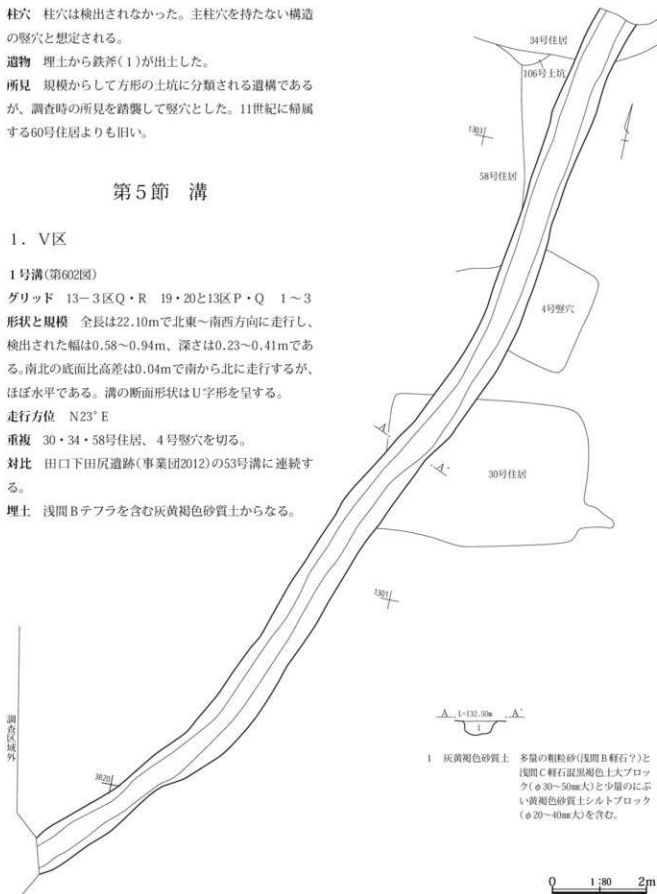 柱穴 柱穴は検出されなかった。主柱穴を持たない構造
の竪穴と想定される。
遺物 埋土から鉄斧(1)が出土した。
所見 規模からして方形の土坑に分類される遺構である
が、調査時の所見を踏襲して竪穴とした。11世紀に帰属
する60号住居よりも旧い。
第5節 溝
1．Ⅴ区
1号溝(第602図)
グリッド 13－3区Q・R 19・20と13区P・Q 1～3
形状と規模 全長は22.10mで北東～南西方向に走行し、
検出された幅は0.58～0.94m、深さは0.23～0.41mであ
る。南北の底面比高差は0.04mで南から北に走行するが、
ほぼ水平である。溝の断面形状はU字形を呈する。
走行方位 N23°E
重複 30・34・58号住居、4号竪穴を切る。
対比 田口下田尻遺跡(事業団2012)の53号溝に連続す
る。
埋土 浅間Bテフラを含む灰黄褐色砂質土からなる。
34号住居
106号土坑
58号住居
4号竪穴
A
A'
30号住居
調査区域外
3R20
A L=132.50m A'
1
1 灰黄褐色砂質土 多量の粗粒砂(浅間B軽石？)と
浅間C軽石混黒褐色土大ブロッ
ク(φ30～50mm大)と少量のにぶ
い黄褐色砂質土シルトブロック
(φ20～40mm大)を含む。
0 1:80 2m